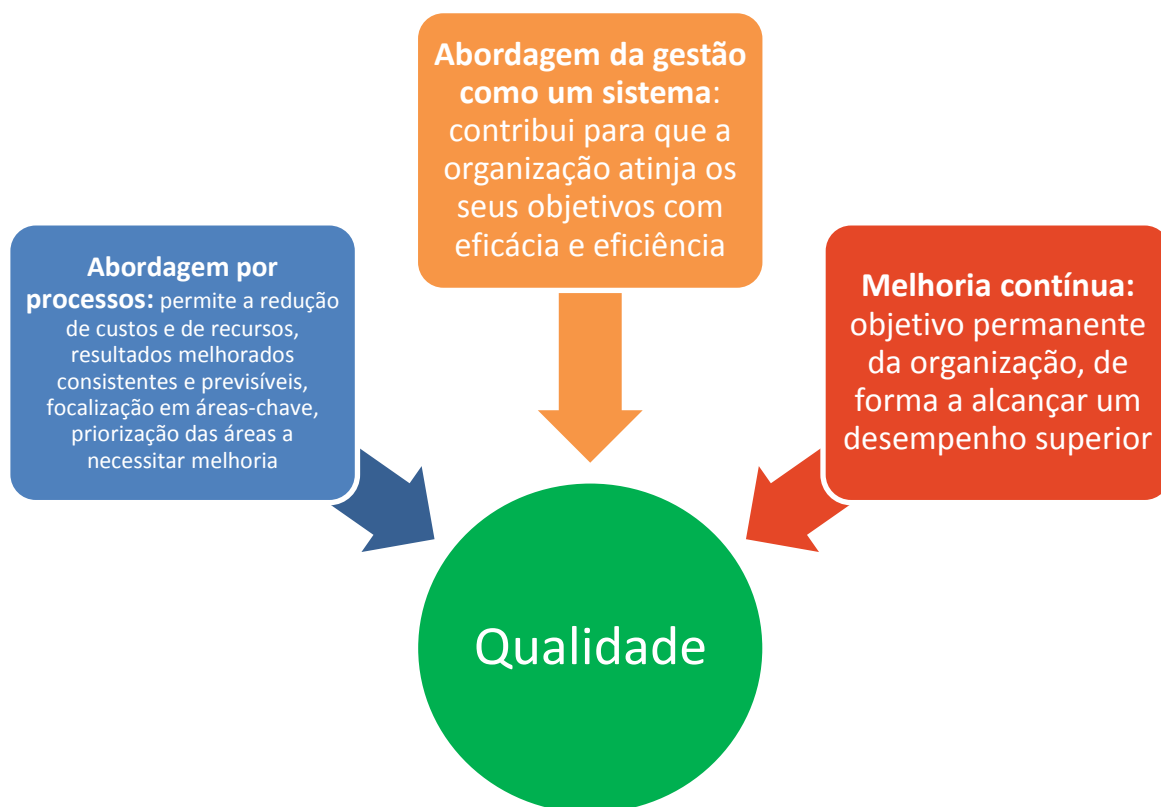 Abordagem da gestão
como um sistema:
contribui para que a
organização atinja os
seus objetivos com
eficácia e eficiência
Abordagem por
processos: permite a redução
de custos e de recursos,
resultados melhorados
consistentes e previsíveis,
focalização em áreas-chave,
priorização das áreas a
necessitar melhoria
Melhoria contínua:
objetivo permanente
da organização, de
forma a alcançar um
desempenho superior
Qualidade